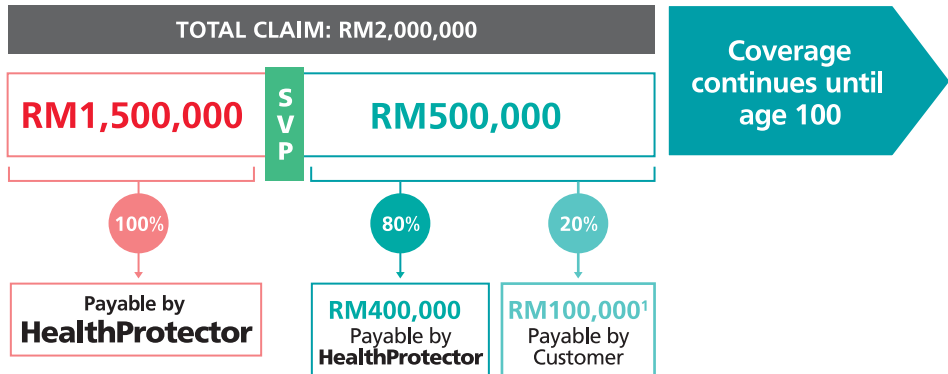 TOTAL CLAIM: RM2,000,000
Coverage
continues until
age 100
RM1,500,000
S
V
P
RM500,000
100%
80%
20%
Payable by
HealthProtector
RM400,000
Payable by
HealthProtector
RM100,000¹
Payable by
Customer